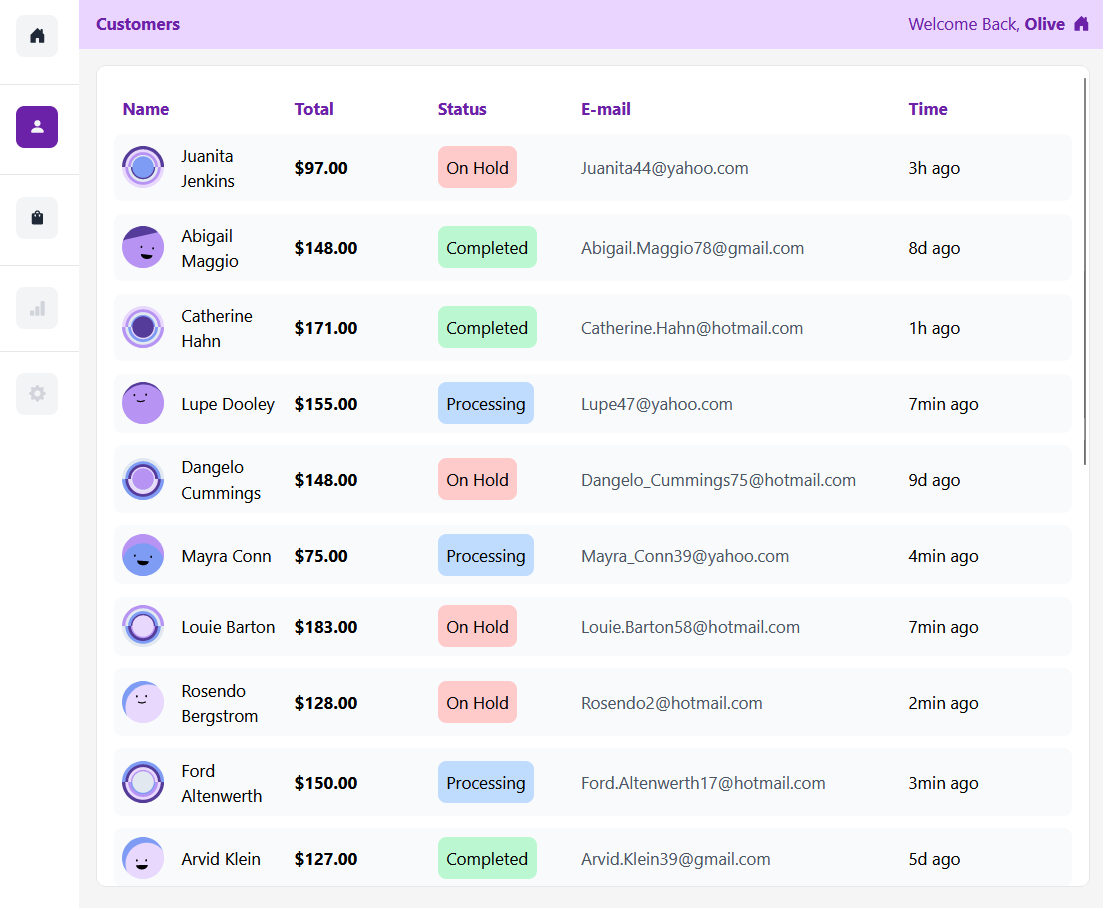 Customers
Welcome Back, Olive
Name Total Status E-mail Time
Juanita
Jenkins
$97.00 On Hold Juanita44@yahoo.com 3h ago
Abigail
Maggio
$148.00 Completed Abigail.Maggio78@gmail.com 8d ago
Catherine
Hahn
$171.00 Completed Catherine.Hahn@hotmail.com 1h ago
Lupe Dooley $155.00 Processing Lupe47@yahoo.com 7min ago
Dangelo
Cummings
$148.00 On Hold Dangelo_Cummings75@hotmail.com 9d ago
Mayra Conn $75.00 Processing Mayra_Conn39@yahoo.com 4min ago
Louie Barton $183.00 On Hold Louie.Barton58@hotmail.com 7min ago
Rosendo
Bergstrom
$128.00 On Hold Rosendo2@hotmail.com 2min ago
Ford
Altenwerth
$150.00 Processing Ford.Altenwerth17@hotmail.com 3min ago
Arvid Klein $127.00 Completed Arvid.Klein39@gmail.com 5d ago